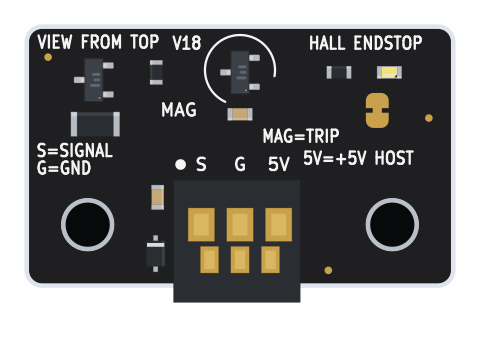 VIEW FROM TOP V18 HALL ENDSTOP
MAG
MAG=TRIP
S=SIGNAL
G=GND
5V=+5V HOST
S G 5V